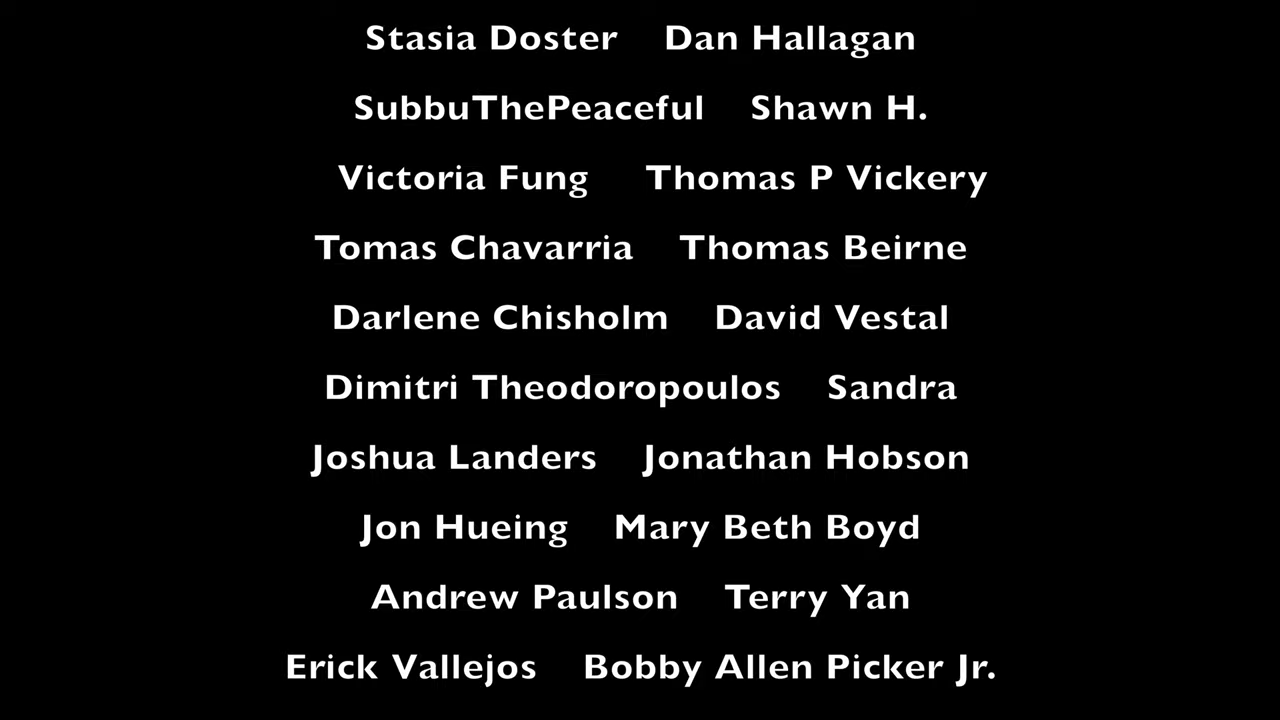 Stasia Doster Dan Hallagan
SubbuThePeaceful Shawn H.
Victoria Fung Thomas P Vickery
Tomas Chavarria Thomas Beirne
Darlene Chisholm David Vestal
Dimitri Theodoropoulos Sandra
Joshua Landers Jonathan Hobson
Jon Hueing Mary Beth Boyd
Andrew Paulson Terry Yan
Erick Vallejos Bobby Allen Picker Jr.